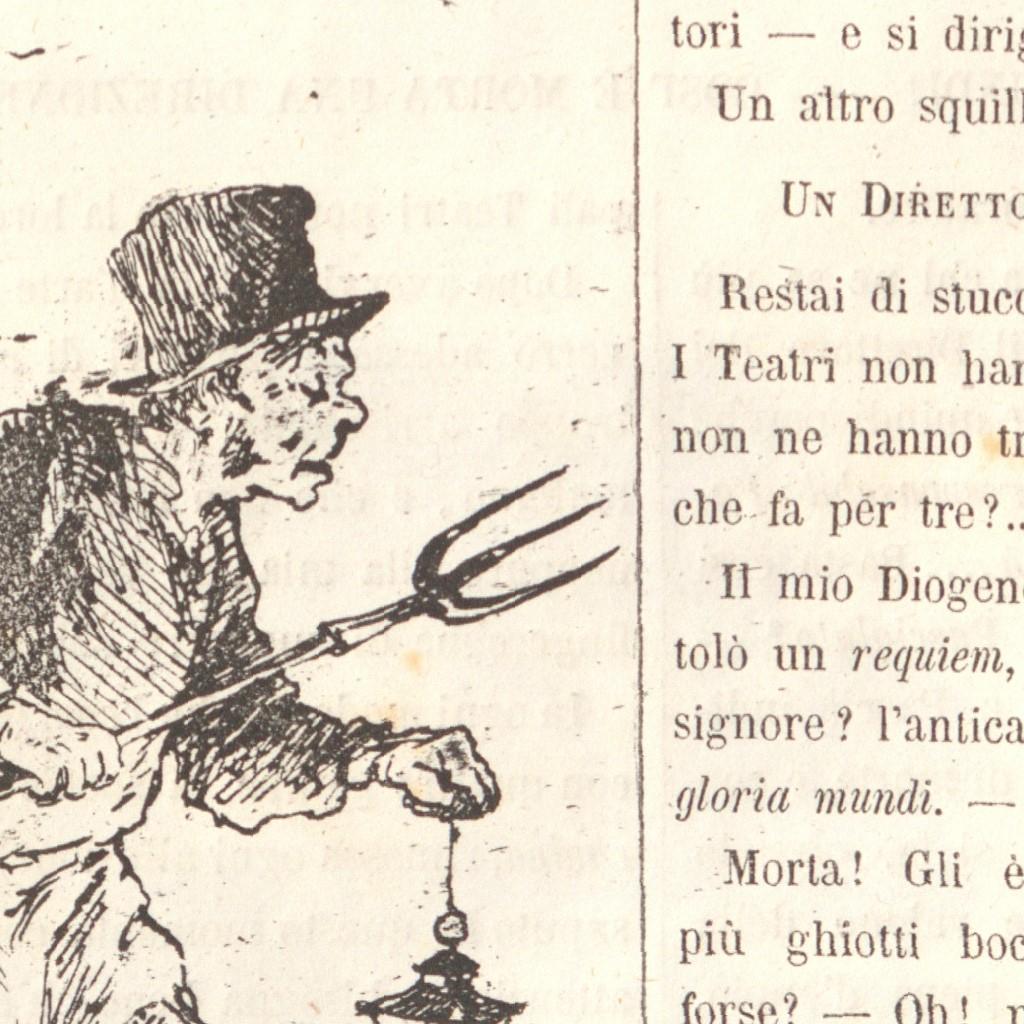 tori — e si dirig
Un altro squill
UN DIRETTO
Restai di stucc
I Teatri non han
non ne hanno tr
che fa per tre?..
Il mio Diogene
tolò un requiem,
signore? l'antica
gloria mundi. —
Morta! Gli è
più ghiotti boc
forse? — Oh!